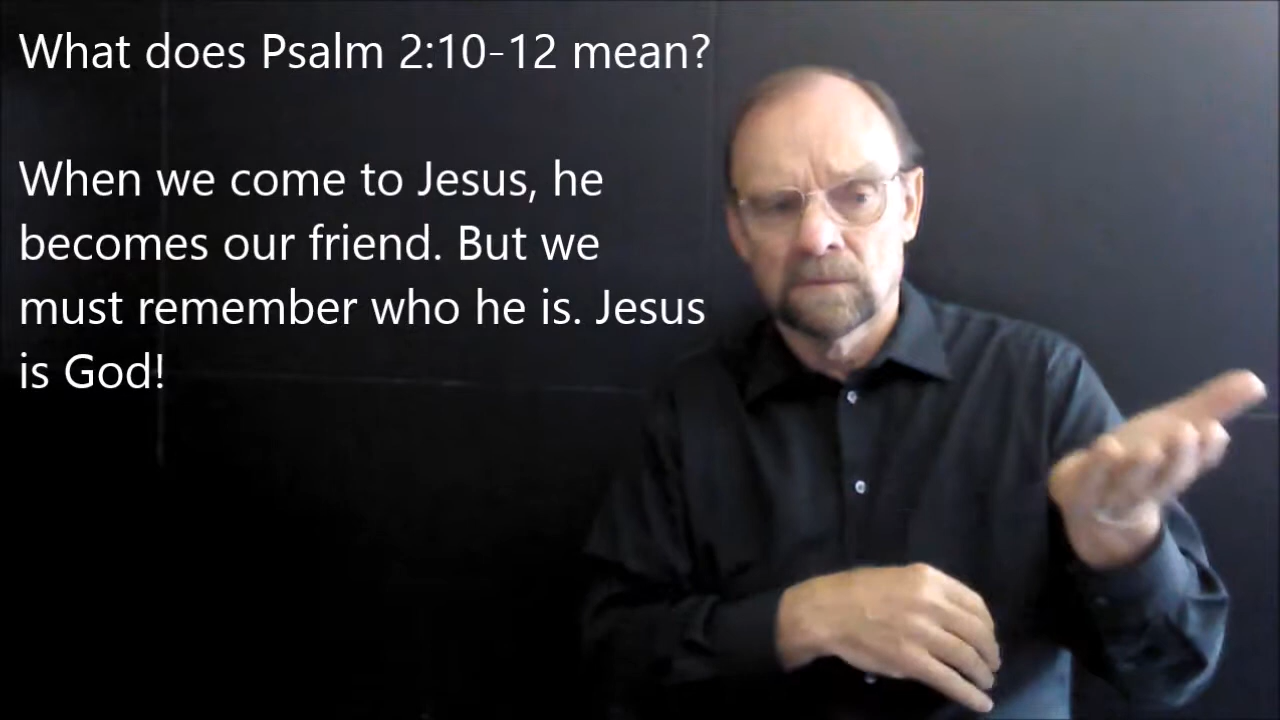 What does Psalm 2:10-12 mean?
When we come to Jesus, he
becomes our friend. But we
must remember who he is. Jesus
is God!